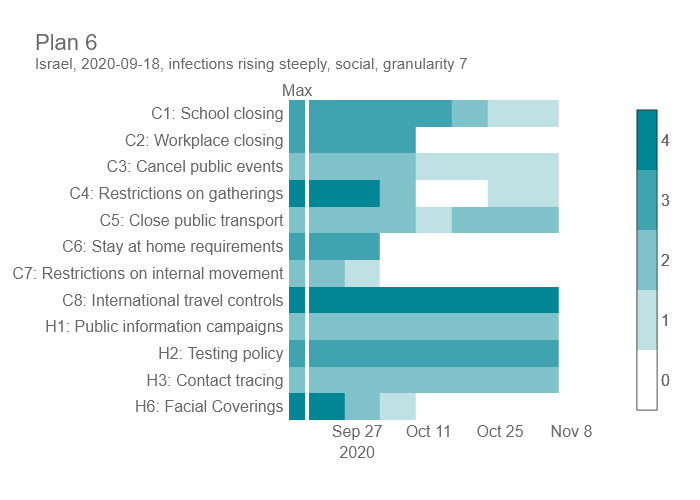 Plan 6
Israel, 2020-09-18, infections rising steeply, social, granularity 7
Max
C1: School closing
C2: Workplace closing
C3: Cancel public events
C4: Restrictions on gatherings
C5: Close public transport
C6: Stay at home requirements
C7: Restrictions on internal movement
C8: International travel controls
H1: Public information campaigns
H2: Testing policy
H3: Contact tracing
H6: Facial Coverings
Sep 27 Oct 11 Oct 25 Nov 8
2020
4
3
2
1
0